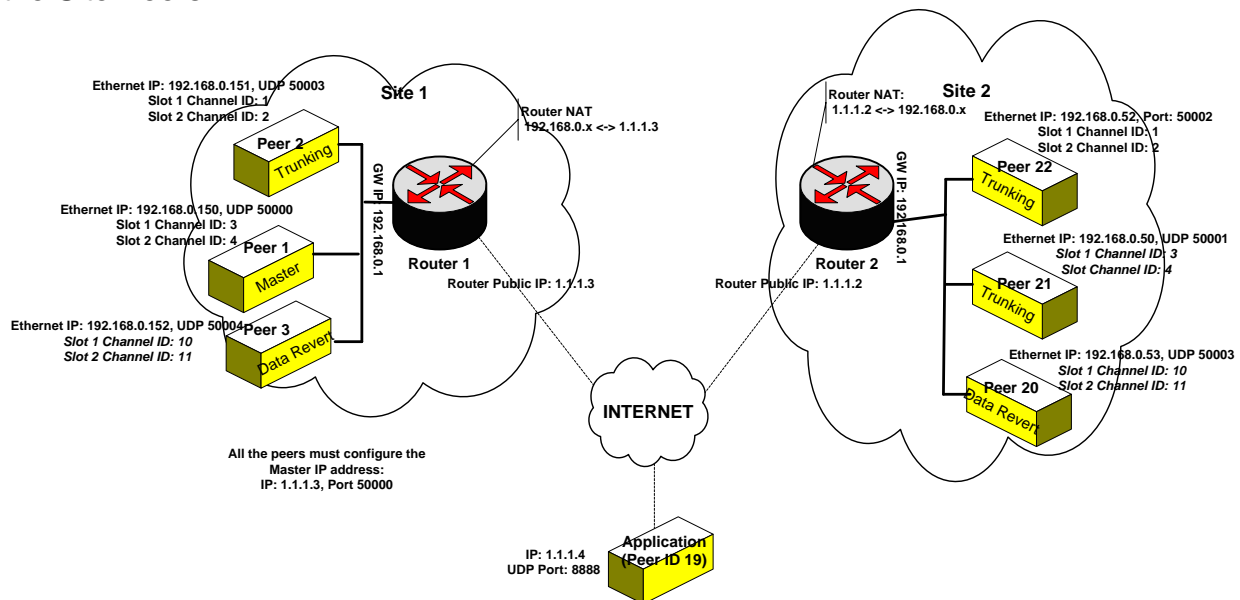 Ethernet IP: 192.168.0.151, UDP 50003
Slot 1 Channel ID: 1
Slot 2 Channel ID: 2
Site 1
Peer 2
Trunking
Router NAT
192.168.0.x <-> 1.1.1.3
Ethernet IP: 192.168.0.150, UDP 50000
Slot 1 Channel ID: 3
Slot 2 Channel ID: 4
Peer 1
Master
GW IP: 192.168.0.1
Router 1
Router Public IP: 1.1.1.3
Ethernet IP: 192.168.0.152, UDP 50004
Slot 1 Channel ID: 10
Slot 2 Channel ID: 11
Peer 3
Data Revert
All the peers must configure the
Master IP address:
IP: 1.1.1.3, Port 50000
Site 2
Router NAT:
1.1.1.2 <-> 192.168.0.x
Ethernet IP: 192.168.0.52, Port: 50002
Slot 1 Channel ID: 1
Slot 2 Channel ID: 2
Peer 22
Trunking
GW IP: 192.168.0.1
Router 2
Router Public IP: 1.1.1.2
Ethernet IP: 192.168.0.50, UDP 50001
Slot 1 Channel ID: 3
Slot Channel ID: 4
Peer 21
Trunking
Ethernet IP: 192.168.0.53, UDP 50003
Slot 1 Channel ID: 10
Slot 2 Channel ID: 11
Peer 20
Data Revert
INTERNET
IP: 1.1.1.4
UDP Port: 8888
Application
(Peer ID 19)